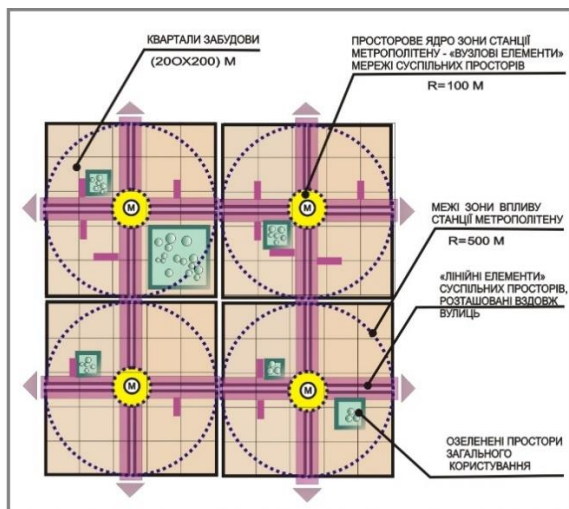 КВАРТАЛИ ЗАБУДОВИ
(200X200) М
ПРОСТОРОВЕ ЯДРО ЗОНИ СТАНЦІЇ
МЕТРОПОЛІТЕНУ - «ВУЗЛОВІ ЕЛЕМЕНТИ»
МЕРЕЖІ СУСПІЛЬНИХ ПРОСТОРІВ
R=100 М
МЕЖІ ЗОНИ ВПЛИВУ
СТАНЦІЇ МЕТРОПОЛІТЕНУ
R=500 М
«ЛІНІЙНІ ЕЛЕМЕНТИ»
СУСПІЛЬНИХ ПРОСТОРІВ,
РОЗТАШОВАНІ ВЗДОВЖ
ВУЛИЦЬ
ОЗЕЛЕНЕНІ ПРОСТОРИ
ЗАГАЛЬНОГО
КОРИСТУВАННЯ
М
М
М
М